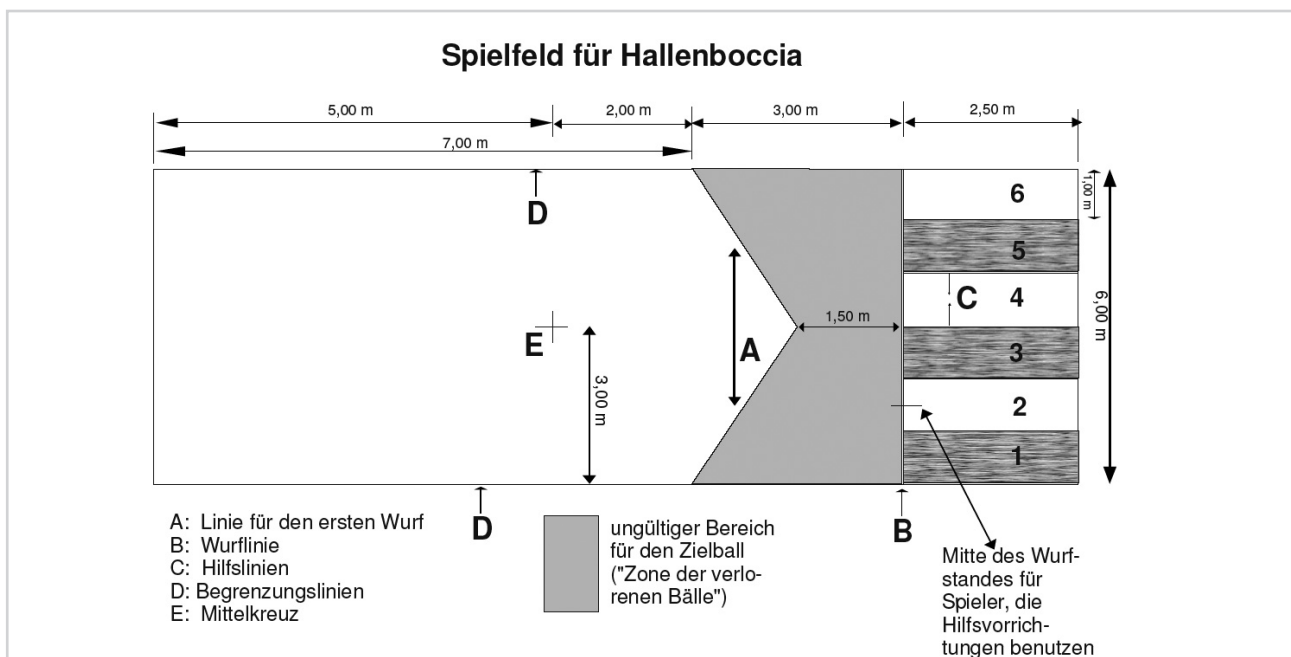 Spielfeld für Hallenboccia
5,00 m
2,00 m
3,00 m
2,50 m
7,00 m
D
6
1,00 m
5
C
4
6,00 m
E
A
1,50 m
3
3,00 m
2
1
D
B
A: Linie für den ersten Wurf
B: Wurflinie
C: Hilfslinien
D: Begrenzungslinien
E: Mittelkreuz
ungültiger Bereich
für den Zielball
("Zone der verlo-
renen Bälle")
Mitte des Wurf-
standes für
Spieler, die
Hilfsvorrich-
tungen benutzen